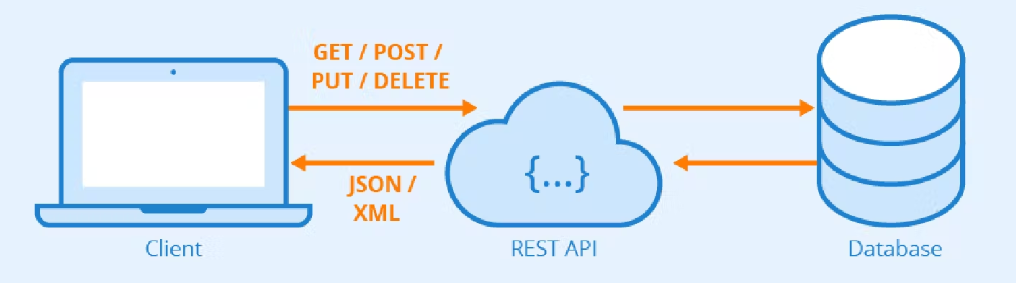 GET / POST /
PUT / DELETE
{...}
JSON /
XML
Client
REST API
Database